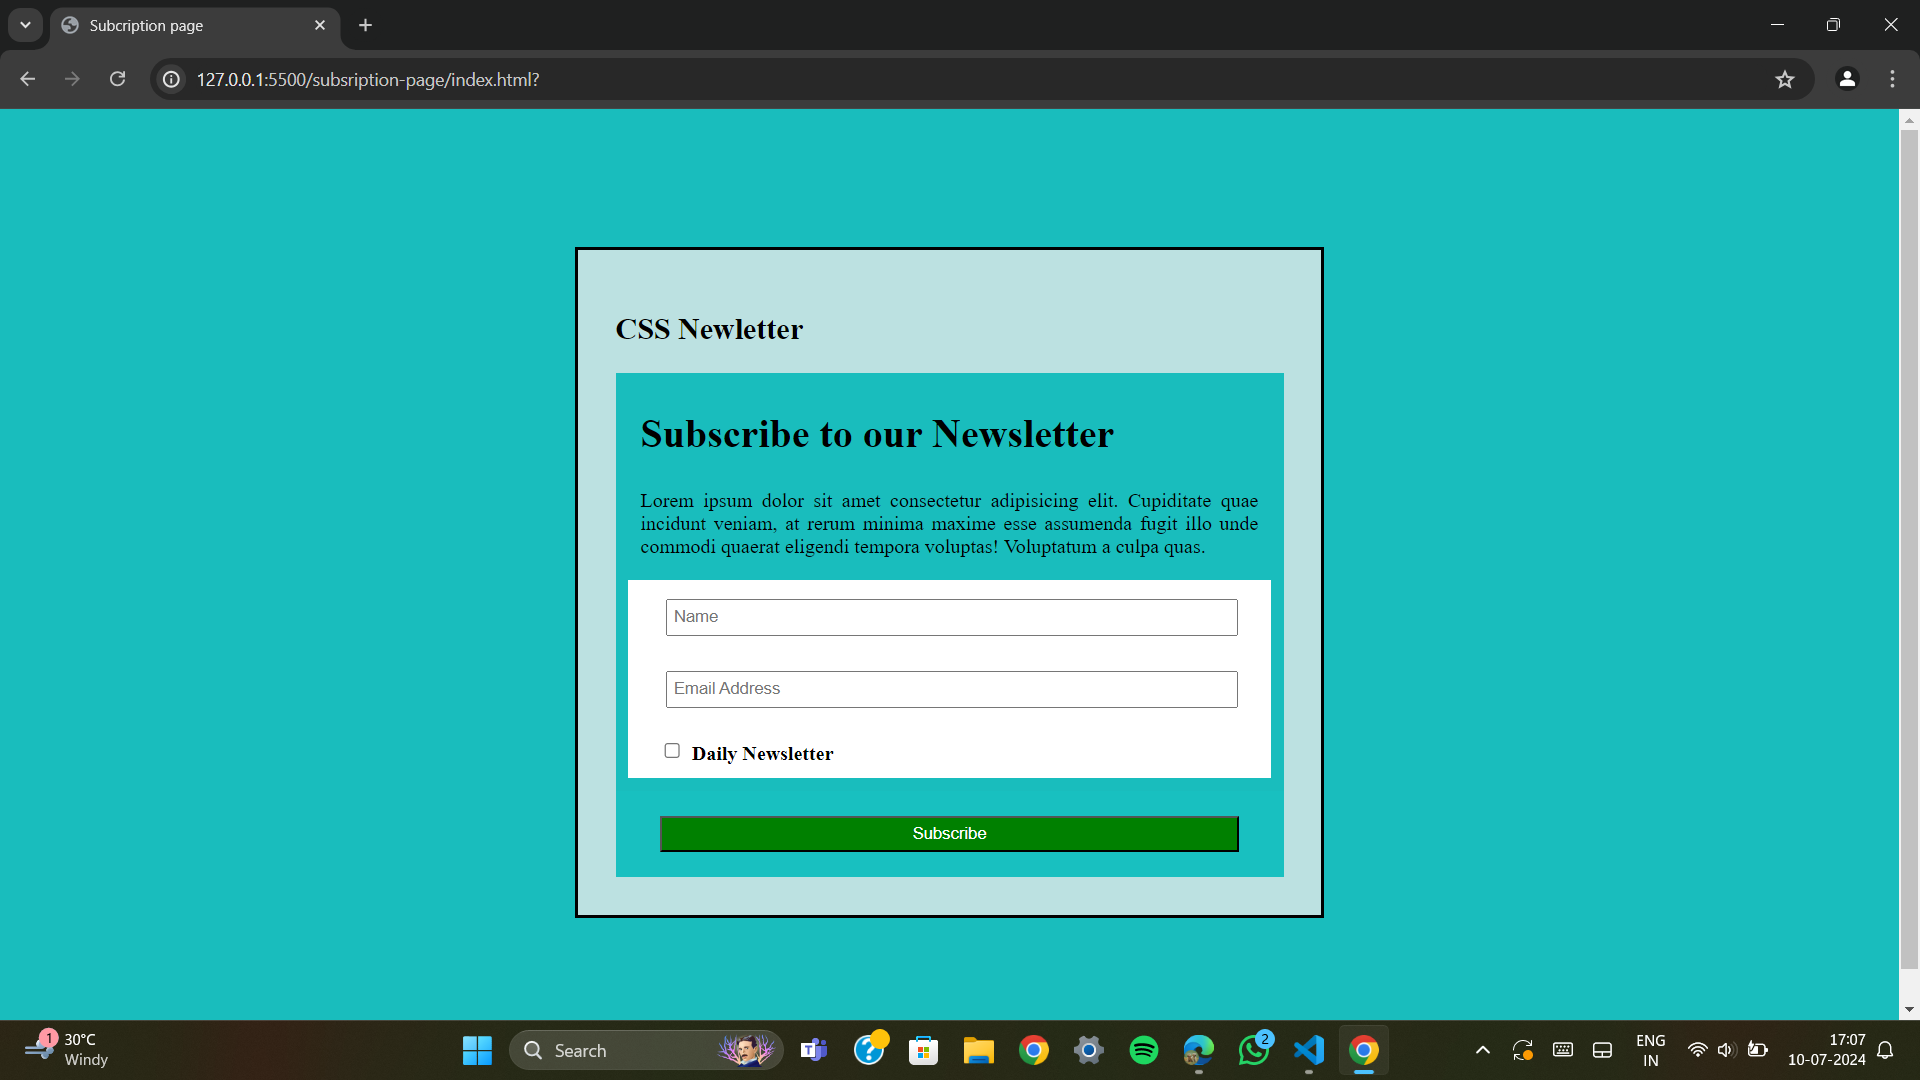 Subcription page
127.0.0.1:5500/subsription-page/index.html?
CSS Newletter
Subscribe to our Newsletter
Lorem ipsum dolor sit amet consectetur adipisicing elit. Cupiditate quae
incidunt veniam, at rerum minima maxime esse assumenda fugit illo unde
commodi quaerat eligendi tempora voluptas! Voluptatum a culpa quas.
Name
Email Address
Daily Newsletter
Subscribe
1
30°C
Windy
Search
T
2
ENG
IN
17:07
10-07-2024